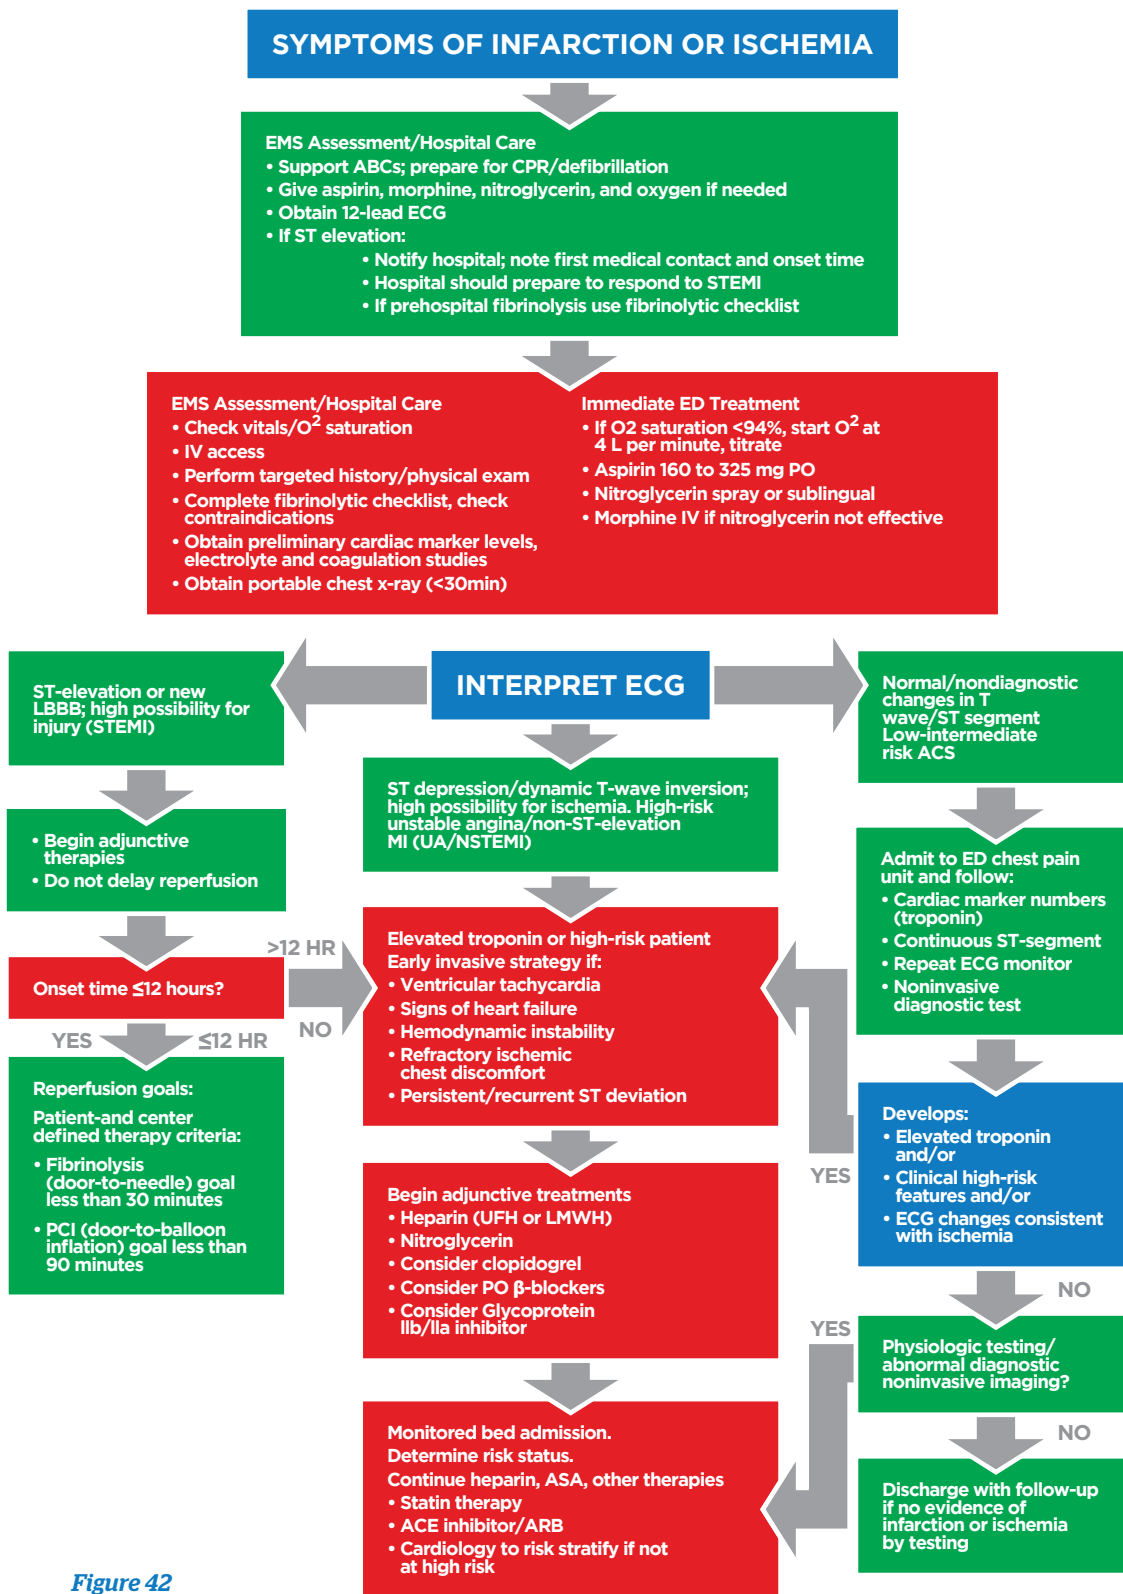 SYMPTOMS OF INFARCTION OR ISCHEMIA
EMS Assessment/Hospital Care
• Support ABCs; prepare for CPR/defibrillation
• Give aspirin, morphine, nitroglycerin, and oxygen if needed
• Obtain 12-lead ECG
• If ST elevation:
• Notify hospital; note first medical contact and onset time
• Hospital should prepare to respond to STEMI
• If prehospital fibrinolysis use fibrinolytic checklist
EMS Assessment/Hospital Care
• Check vitals/O² saturation
• IV access
• Perform targeted history/physical exam
• Complete fibrinolytic checklist, check
contraindications
• Obtain preliminary cardiac marker levels,
electrolyte and coagulation studies
• Obtain portable chest x-ray (<30min)
Immediate ED Treatment
• If O2 saturation <94%, start O² at
4 L per minute, titrate
• Aspirin 160 to 325 mg PO
• Nitroglycerin spray or sublingual
• Morphine IV if nitroglycerin not effective
INTERPRET ECG
ST-elevation or new
LBBB; high possibility for
injury (STEMI)
• Begin adjunctive
therapies
• Do not delay reperfusion
Onset time ≤12 hours?
>12 HR
NO
YES
≤12 HR
Reperfusion goals:
Patient-and center
defined therapy criteria:
• Fibrinolysis
(door-to-needle) goal
less than 30 minutes
• PCI (door-to-balloon
inflation) goal less than
90 minutes
ST depression/dynamic T-wave inversion;
high possibility for ischemia. High-risk
unstable angina/non-ST-elevation
MI (UA/NSTEMI)
Elevated troponin or high-risk patient
Early invasive strategy if:
• Ventricular tachycardia
• Signs of heart failure
• Hemodynamic instability
• Refractory ischemic
chest discomfort
• Persistent/recurrent ST deviation
Begin adjunctive treatments
• Heparin (UFH or LMWH)
• Nitroglycerin
• Consider clopidogrel
• Consider PO β-blockers
• Consider Glycoprotein
llb/lla inhibitor
Monitored bed admission.
Determine risk status.
Continue heparin, ASA, other therapies
• Statin therapy
• ACE inhibitor/ARB
• Cardiology to risk stratify if not
at high risk
Normal/nondiagnostic
changes in T
wave/ST segment
Low-intermediate
risk ACS
Admit to ED chest pain
unit and follow:
• Cardiac marker numbers
(troponin)
• Continuous ST-segment
• Repeat ECG monitor
• Noninvasive
diagnostic test
Develops:
• Elevated troponin
and/or
• Clinical high-risk
features and/or
• ECG changes consistent
with ischemia
YES
NO
Physiologic testing/
abnormal diagnostic
noninvasive imaging?
YES
NO
Discharge with follow-up
if no evidence of
infarction or ischemia
by testing
Figure 42